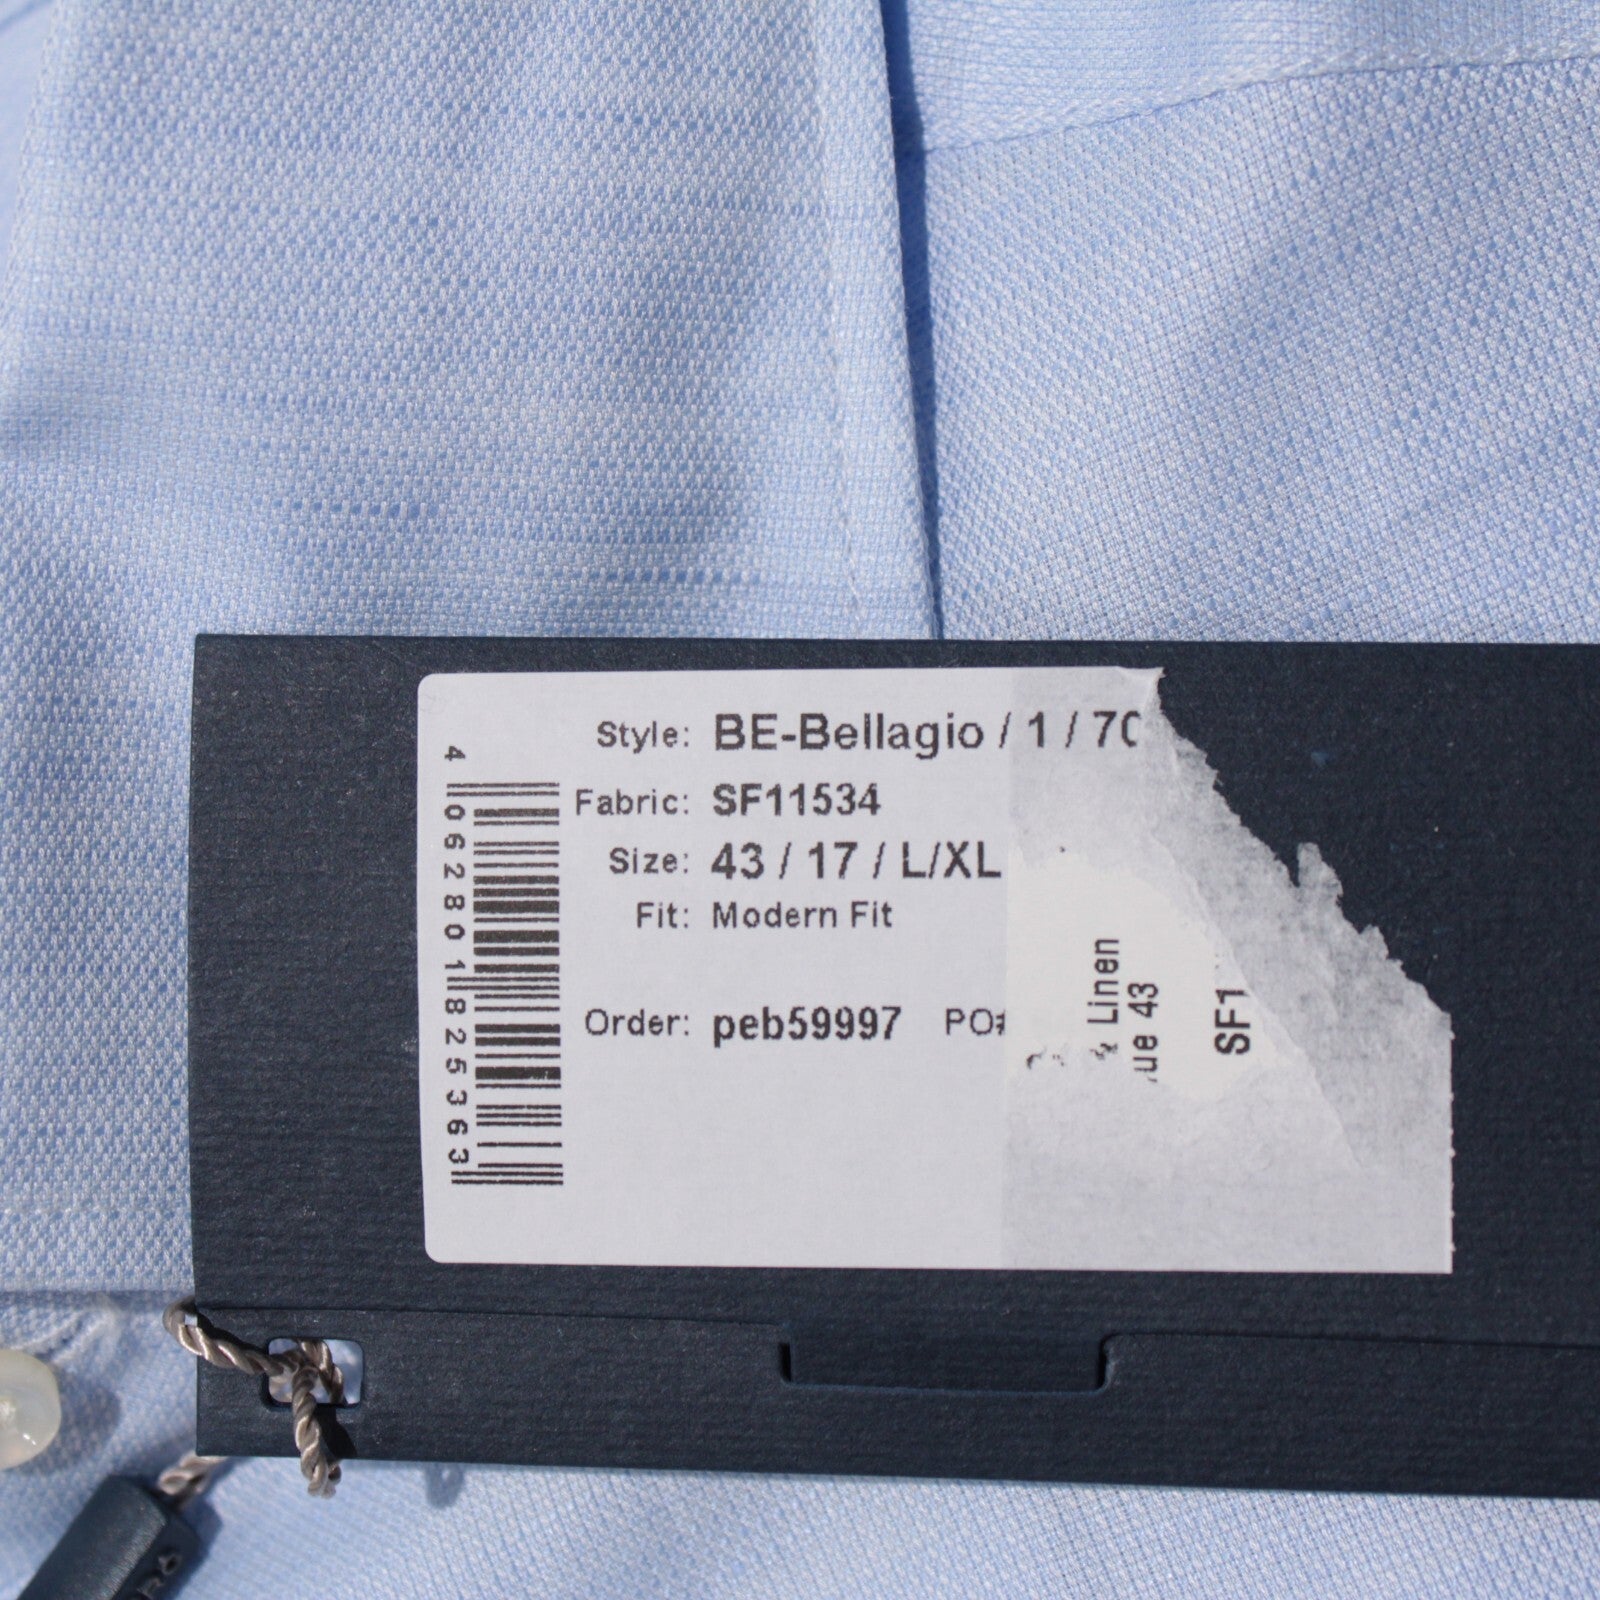 Style: BE-Bellagio / 1 / 70
Fabric: SF11534
Size: 43 / 17 / L/XL
Fit: Modern Fit
Order: peb59997 PO#
4 062801 825363
& Linen
ue 43
SF1